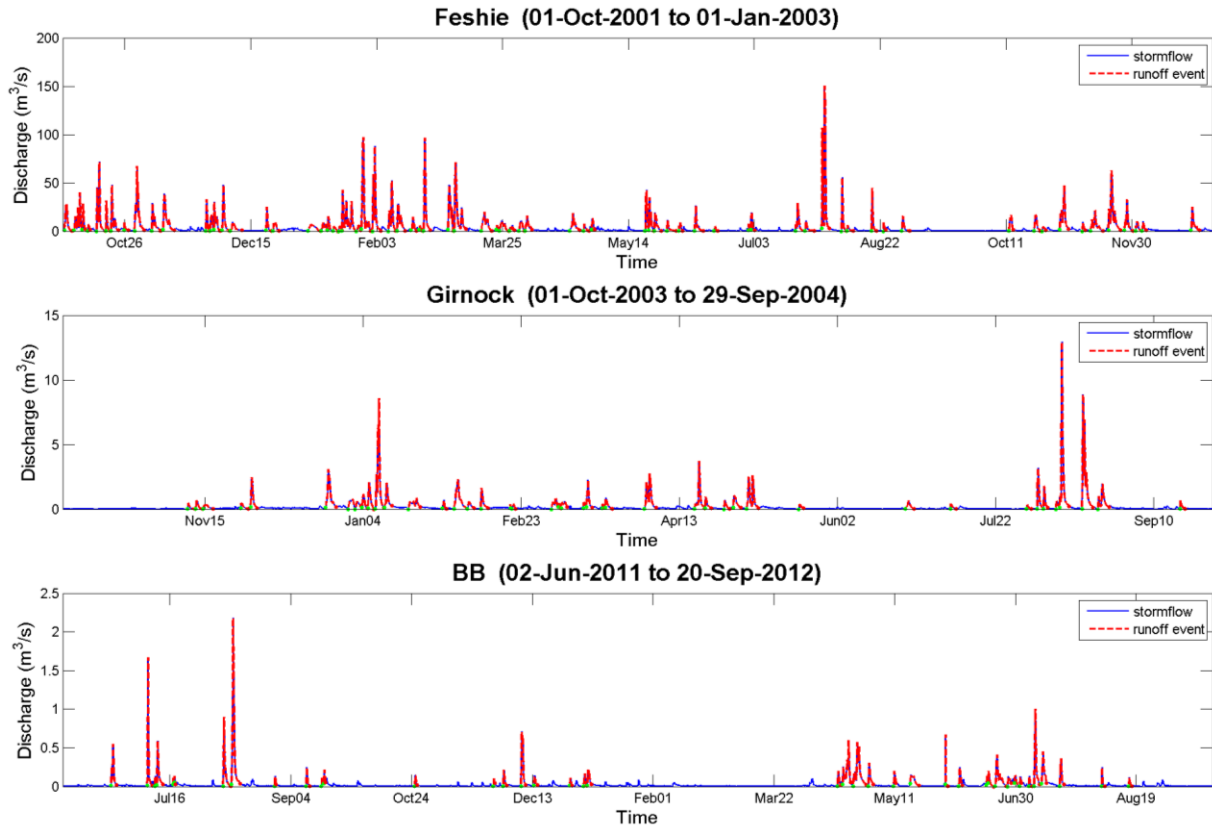 Feshie (01-Oct-2001 to 01-Jan-2003)
200
150
100
50
0
Discharge (m³/s)
stormflow
runoff event
Oct26 Dec15 Feb03 Mar25 May14 Jul03 Aug22 Oct11 Nov30
Time
Girnock (01-Oct-2003 to 29-Sep-2004)
15
10
5
0
Discharge (m³/s)
stormflow
runoff event
Nov15 Jan04 Feb23 Apr13 Jun02 Jul22 Sep10
Time
BB (02-Jun-2011 to 20-Sep-2012)
2.5
2
1.5
1
0.5
0
Discharge (m³/s)
stormflow
runoff event
Jul16 Sep04 Oct24 Dec13 Feb01 Mar22 May11 Jun30 Aug19
Time